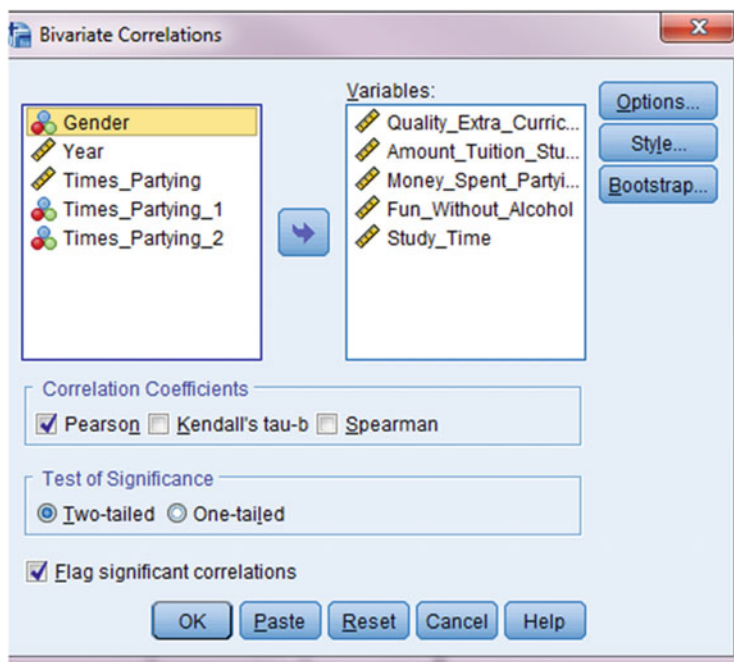 Bivariate Correlations
Variables:
Gender
Year
Times_Partying
Times_Partying_1
Times_Partying_2
Quality_Extra_Curric...
Amount_Tuition_Stu...
Money_Spent_Partyi...
Fun_Without_Alcohol
Study_Time
Options...
Style...
Bootstrap...
Correlation Coefficients
Pearson Kendall's tau-b Spearman
Test of Significance
Two-tailed One-tailed
Flag significant correlations
OK Paste Reset Cancel Help